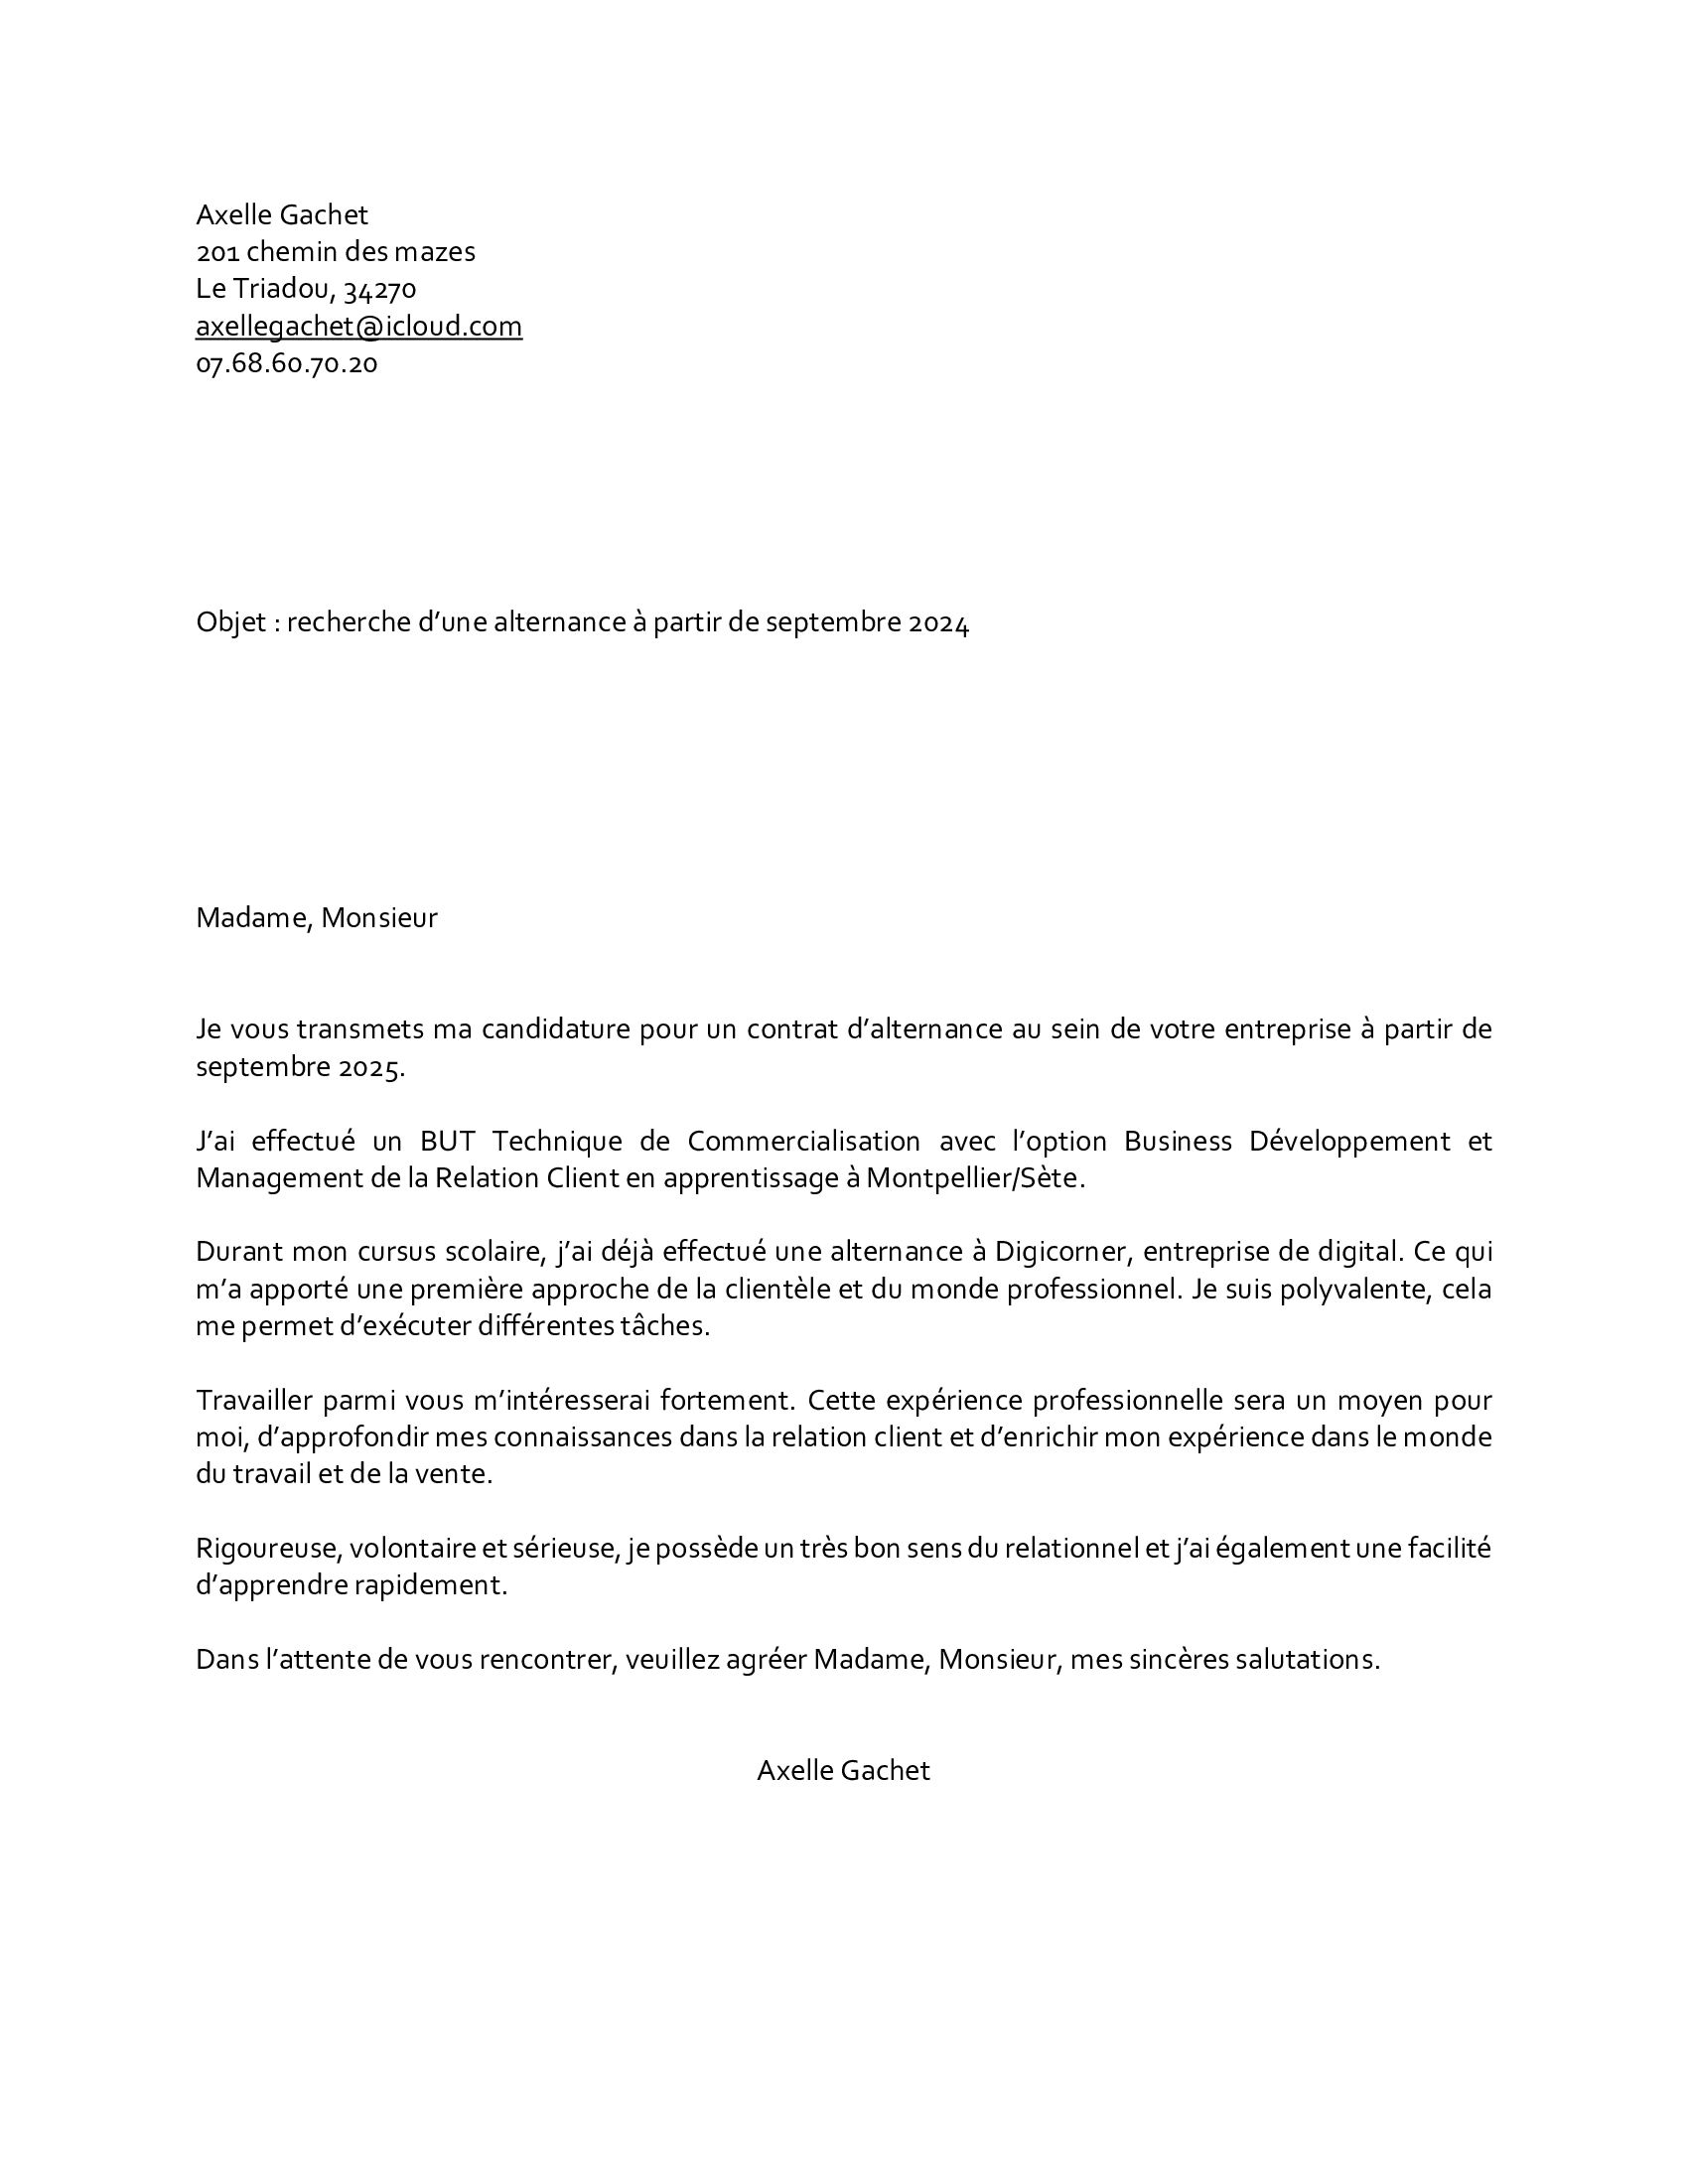 Axelle Gachet
201 chemin des mazes
Le Triadou, 34270
axellegachet@icloud.com
07.68.60.70.20
Objet : recherche d’une alternance à partir de septembre 2024
Madame, Monsieur
Je vous transmets ma candidature pour un contrat d’alternance au sein de votre entreprise à partir de
septembre 2025.
J’ai effectué un BUT Technique de Commercialisation avec l’option Business Développement et
Management de la Relation Client en apprentissage à Montpellier/Sète.
Durant mon cursus scolaire, j’ai déjà effectué une alternance à Digicorner, entreprise de digital. Ce qui
m’a apporté une première approche de la clientèle et du monde professionnel. Je suis polyvalente, cela
me permet d’exécuter différentes tâches.
Travailler parmi vous m’intéresserai fortement. Cette expérience professionnelle sera un moyen pour
moi, d’approfondir mes connaissances dans la relation client et d’enrichir mon expérience dans le monde
du travail et de la vente.
Rigoureuse, volontaire et sérieuse, je possède un très bon sens du relationnel et j’ai également une facilité
d’apprendre rapidement.
Dans l’attente de vous rencontrer, veuillez agréer Madame, Monsieur, mes sincères salutations.
Axelle Gachet